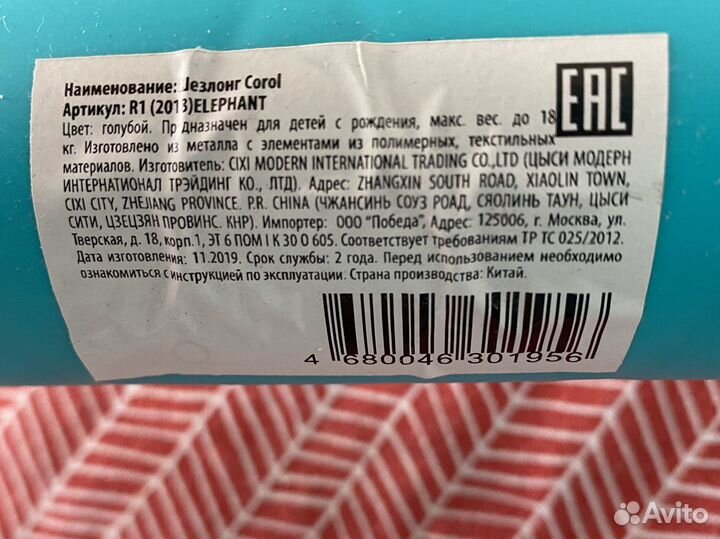 Наименование: Шезлонг Corol
Артикул: R1 (2013)ELEPHANT
Цвет: голубой. Предназначен для детей с рождения, макс. вес. до 18
кг. Изготовлено из металла с элементами из полимерных, текстильных
материалов. Изготовитель: CIXI MODERN INTERNATIONAL TRADING CO.,LTD (ЦЫСИ МОДЕРН
ИНТЕРНАТИОНАЛ ТРЭЙДИНГ КО., ЛТД). Адрес: ZHANGXIN SOUTH ROAD, XIAOLIN TOWN,
CIXI CITY, ZHEJIANG PROVINCE. P.R. CHINA (ЧЖАНСИНЬ СОУЗ РОАД, СЯОЛИНЬ ТАУН, ЦЫСИ
СИТИ, ЦЗЕЦЗЯН ПРОВИНС. КНР). Импортер: ООО "Победа", Адрес: 125006, г. Москва, ул.
Тверская, д. 18, корп.1, ЭТ 6 ПОМ I К 30 О 605. Соответствует требованиям ТР ТС 025/2012.
Дата изготовления: 11.2019. Срок службы: 2 года. Перед использованием необходимо
ознакомиться с инструкцией по эксплуатации. Страна производства: Китай.
EAC
4 680046 301956
Avito